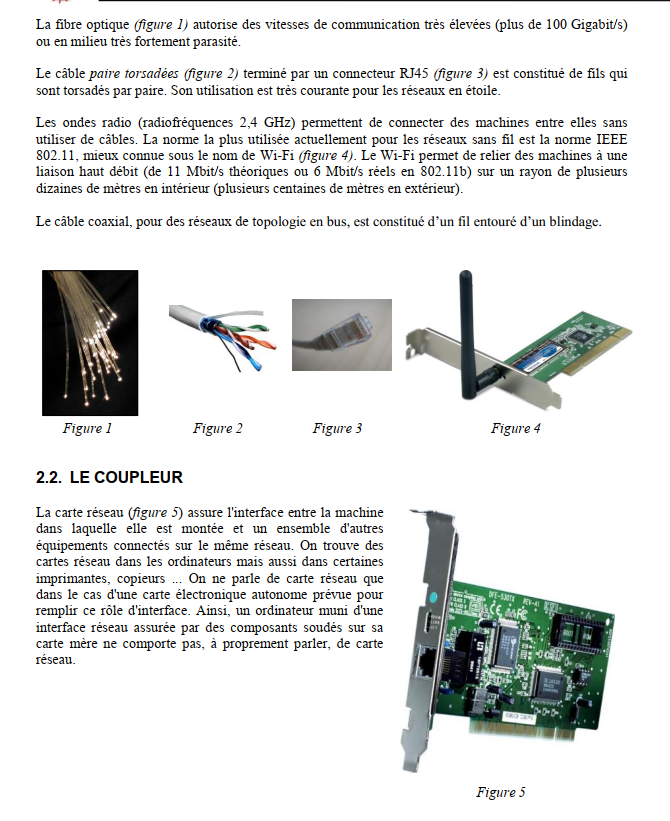 La fibre optique (figure 1) autorise des vitesses de communication très élevées (plus de 100 Gigabit/s)
ou en milieu très fortement parasité.
Le câble paire torsadées (figure 2) terminé par un connecteur RJ45 (figure 3) est constitué de fils qui
sont torsadés par paire. Son utilisation est très courante pour les réseaux en étoile.
Les ondes radio (radiofréquences 2,4 GHz) permettent de connecter des machines entre elles sans
utiliser de câbles. La norme la plus utilisée actuellement pour les réseaux sans fil est la norme IEEE
802.11, mieux connue sous le nom de Wi-Fi (figure 4). Le Wi-Fi permet de relier des machines à une
liaison haut débit (de 11 Mbit/s théoriques ou 6 Mbit/s réels en 802.11b) sur un rayon de plusieurs
dizaines de mètres en intérieur (plusieurs centaines de mètres en extérieur).
Le câble coaxial, pour des réseaux de topologie en bus, est constitué d'un fil entouré d'un blindage.
Figure 1
Figure 2
Figure 3
Figure 4
2.2. LE COUPLEUR
La carte réseau (figure 5) assure l'interface entre la machine
dans laquelle elle est montée et un ensemble d'autres
équipements connectés sur le même réseau. On trouve des
cartes réseau dans les ordinateurs mais aussi dans certaines
imprimantes, copieurs ... On ne parle de carte réseau que
dans le cas d'une carte électronique autonome prévue pour
remplir ce rôle d'interface. Ainsi, un ordinateur muni d'une
interface réseau assurée par des composants soudés sur sa
carte mère ne comporte pas, à proprement parler, de carte
réseau.
DFE-530TX REV-A1
CE
FC
BOOT
Figure 5